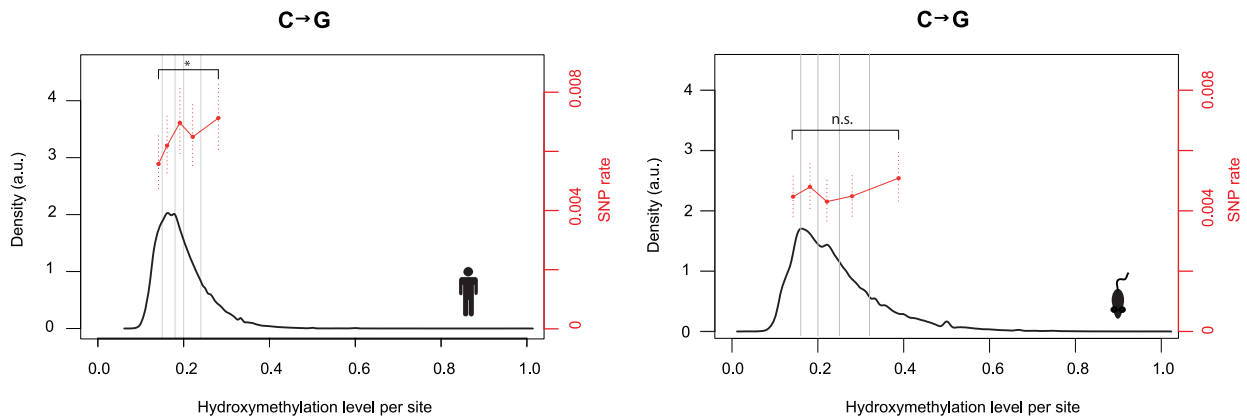 C→G
4
3
2
1
0
Density (a.u.)
*
0.008
0.004
0
SNP rate
0.0 0.2 0.4 0.6 0.8 1.0
Hydroxymethylation level per site
C→G
4
3
2
1
0
Density (a.u.)
n.s.
0.008
0.004
0
SNP rate
0.0 0.2 0.4 0.6 0.8 1.0
Hydroxymethylation level per site